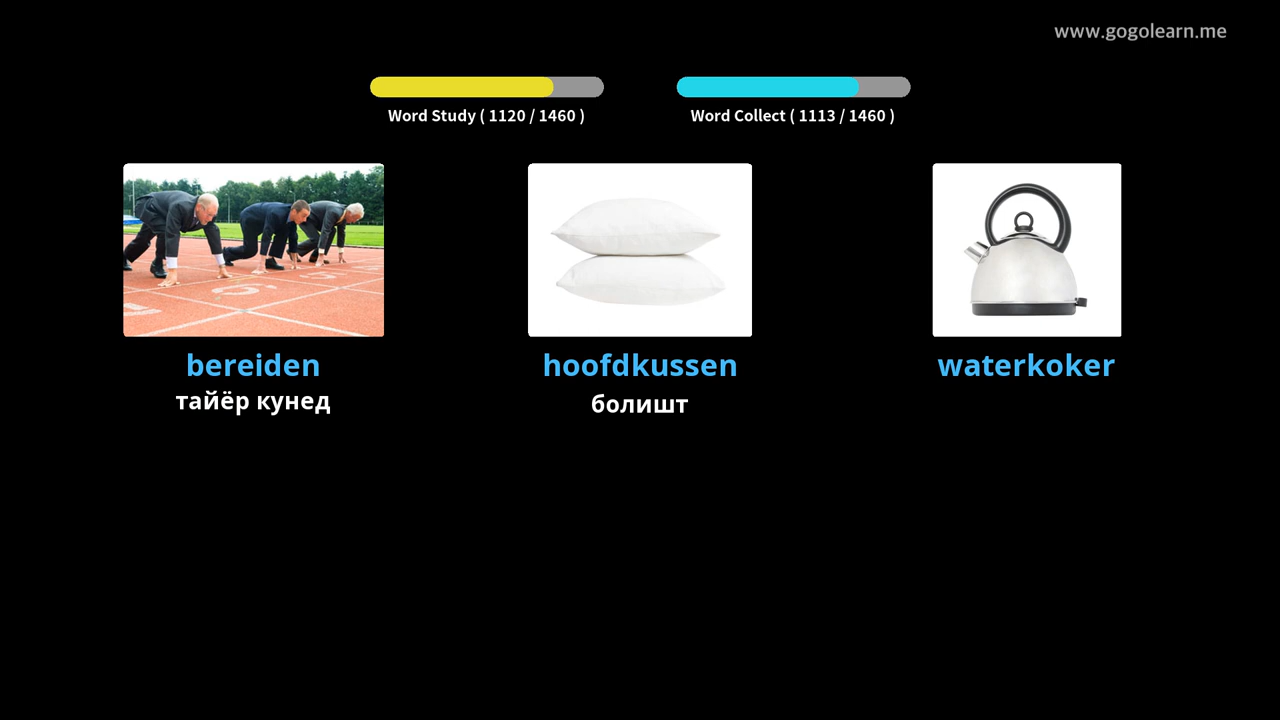 www.gogolearn.me
Word Study ( 1120 / 1460 )
Word Collect ( 1113 / 1460 )
bereiden
тайёр кунед
hoofdkussen
болишт
waterkoker